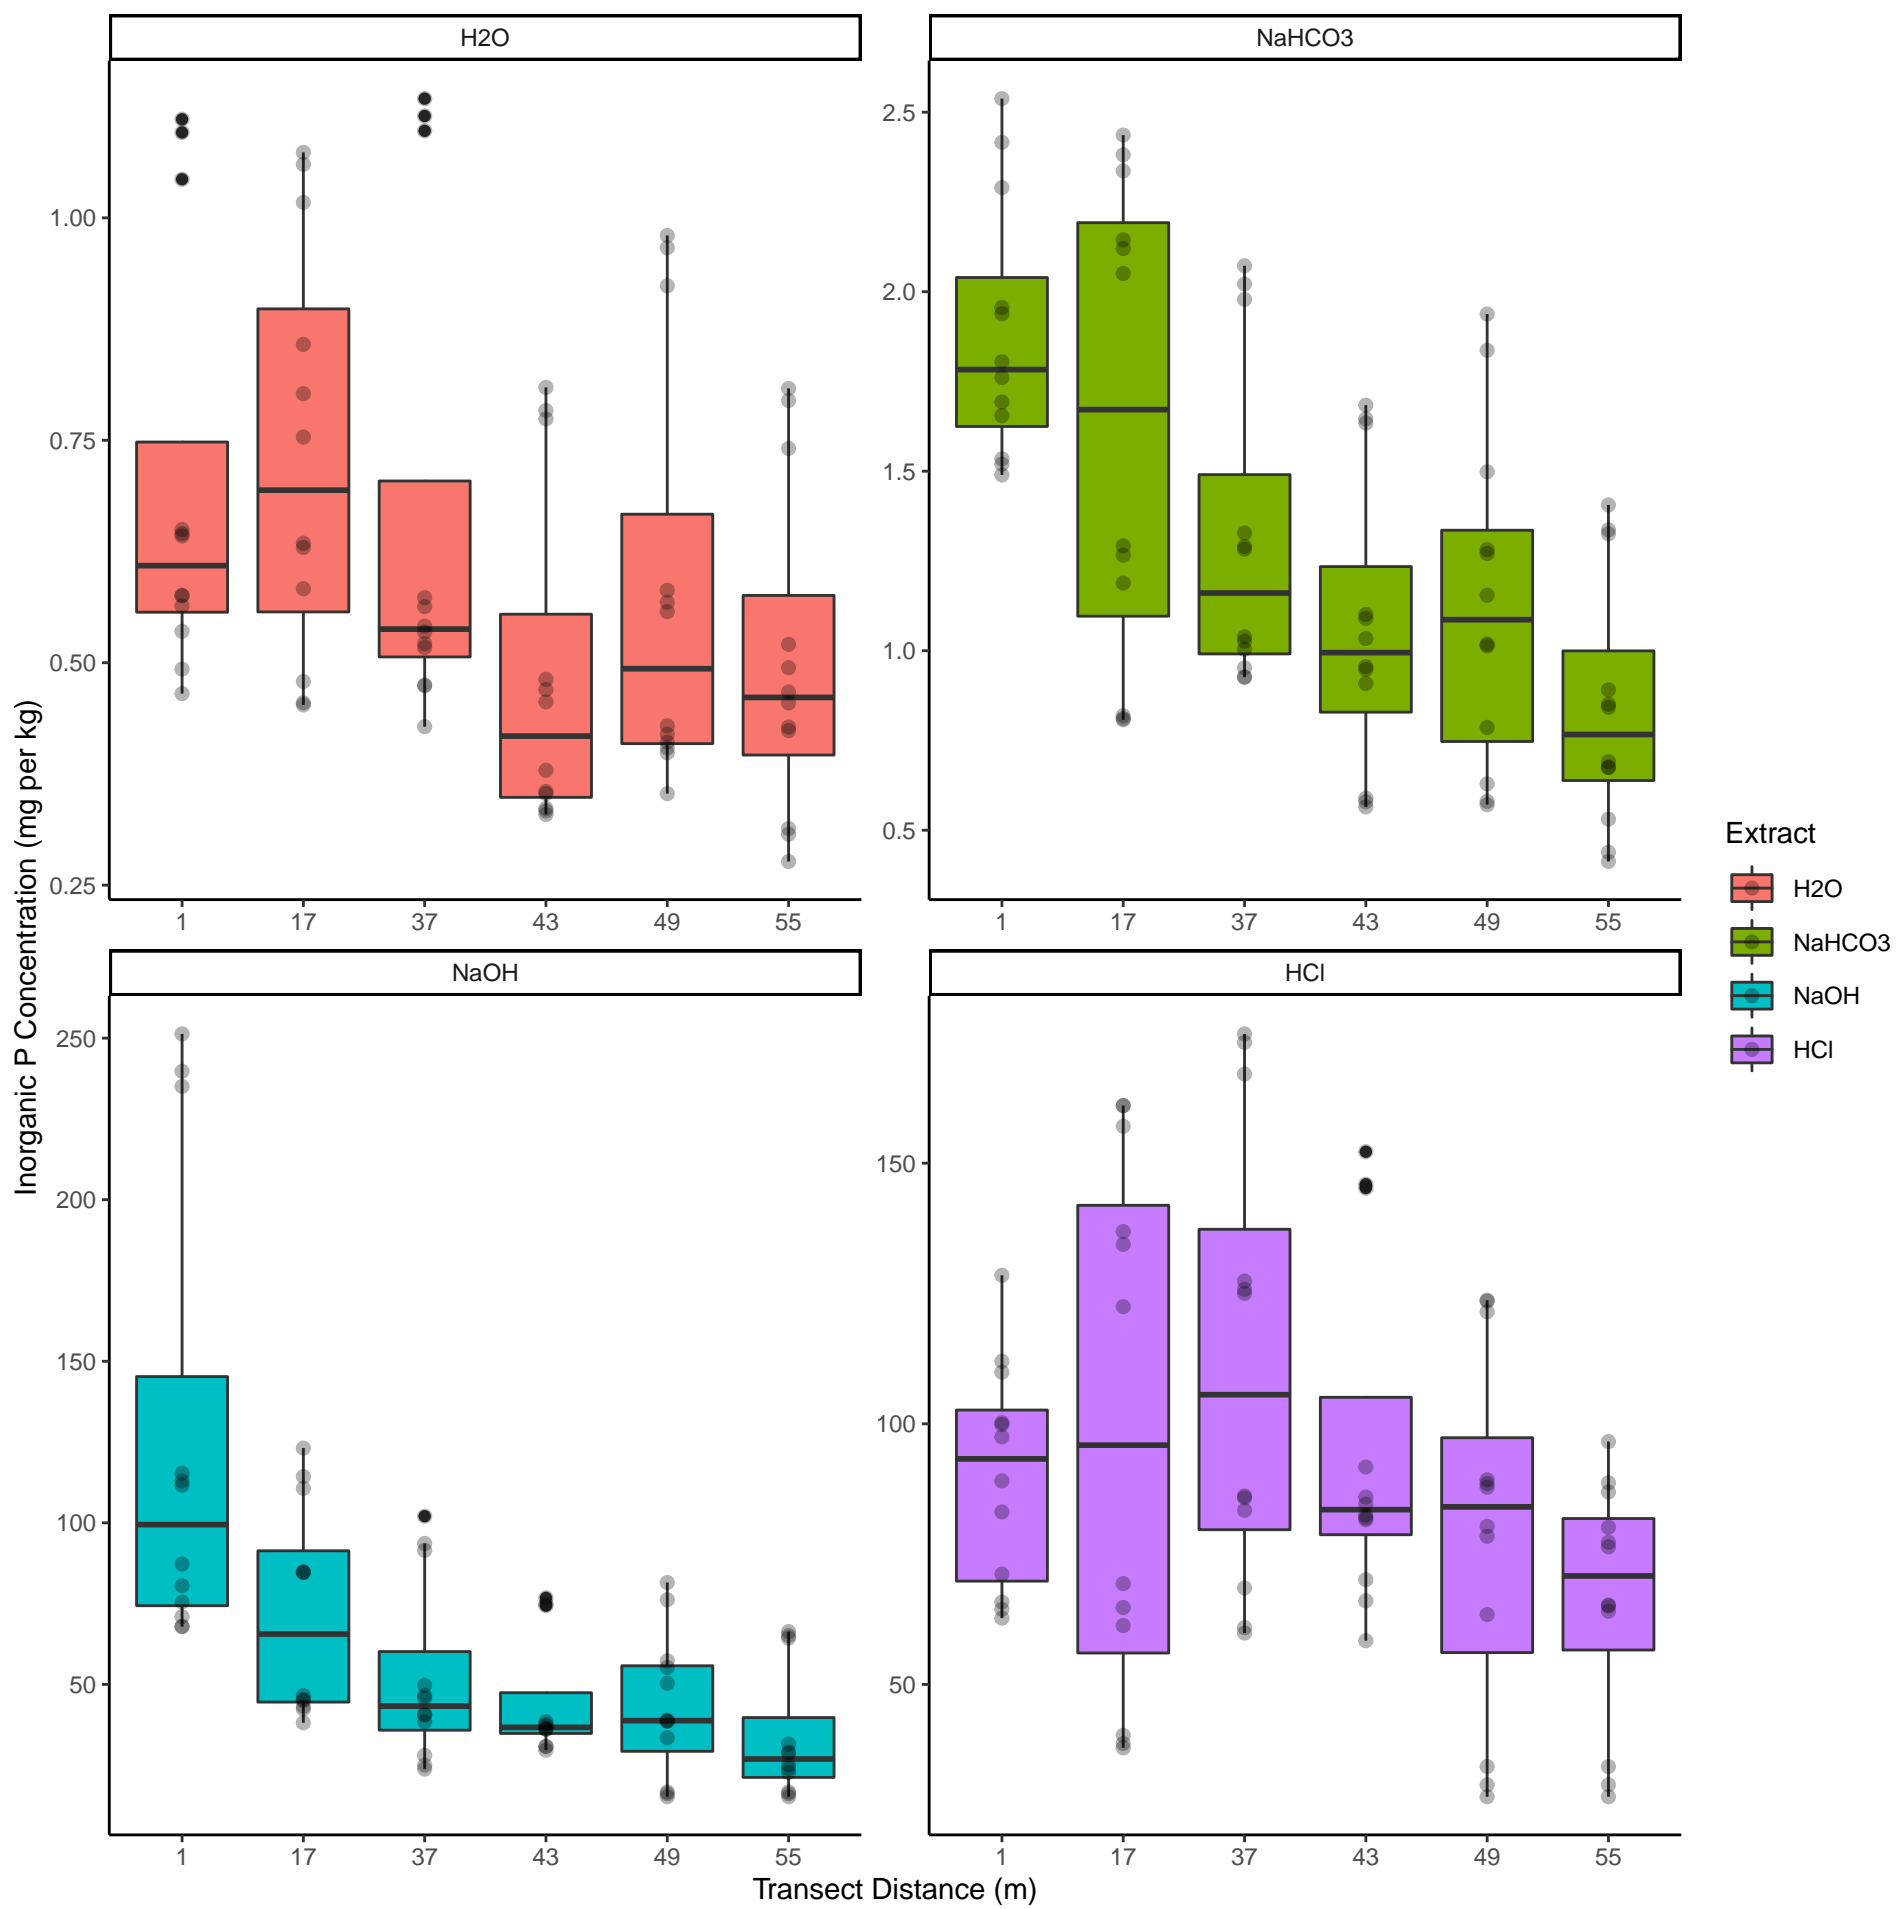 H2O
NaHCO3
1.00
0.75
0.50
0.25
2.5
2.0
1.5
1.0
0.5
1 17 37 43 49 55
1 17 37 43 49 55
NaOH
HCl
250
200
150
100
50
150
100
50
1 17 37 43 49 55
1 17 37 43 49 55
Transect Distance (m)
Inorganic P Concentration (mg per kg)
Extract
H2O
NaHCO3
NaOH
HCl